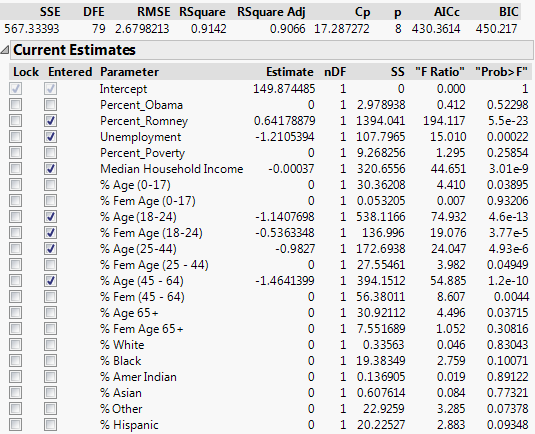 SSE DFE RMSE RSquare RSquare Adj Cp p AICc BIC
567.33393 79 2.6798213 0.9142 0.9066 17.287272 8 430.3614 450.217
Current Estimates
Lock Entered Parameter Estimate nDF SS "F Ratio" "Prob>F"
Intercept 149.874485 1 0 0.000 1
Percent_Obama 0 1 2.978938 0.412 0.52298
Percent_Romney 0.64178879 1 1394.041 194.117 5.5e-23
Unemployment -1.2105394 1 107.7965 15.010 0.00022
Percent_Poverty 0 1 9.268256 1.295 0.25854
Median Household Income -0.00037 1 320.6556 44.651 3.01e-9
% Age (0-17) 0 1 30.36208 4.410 0.03895
% Fem Age (0-17) 0 1 0.053205 0.007 0.93206
% Age (18-24) -1.1407698 1 538.1166 74.932 4.6e-13
% Fem Age (18-24) -0.5363348 1 136.996 19.076 3.77e-5
% Age (25-44) -0.9827 1 172.6938 24.047 4.93e-6
% Fem Age (25 - 44) 0 1 27.55461 3.982 0.04949
% Age (45 - 64) -1.4641399 1 394.1512 54.885 1.2e-10
% Fem (45 - 64) 0 1 56.38011 8.607 0.0044
% Age 65+ 0 1 30.92112 4.496 0.03715
% Fem Age 65+ 0 1 7.551689 1.052 0.30816
% White 0 1 0.33563 0.046 0.83043
% Black 0 1 19.38349 2.759 0.10071
% Amer Indian 0 1 0.136905 0.019 0.89122
% Asian 0 1 0.607614 0.084 0.77321
% Other 0 1 22.9259 3.285 0.07378
% Hispanic 0 1 20.22527 2.883 0.09348